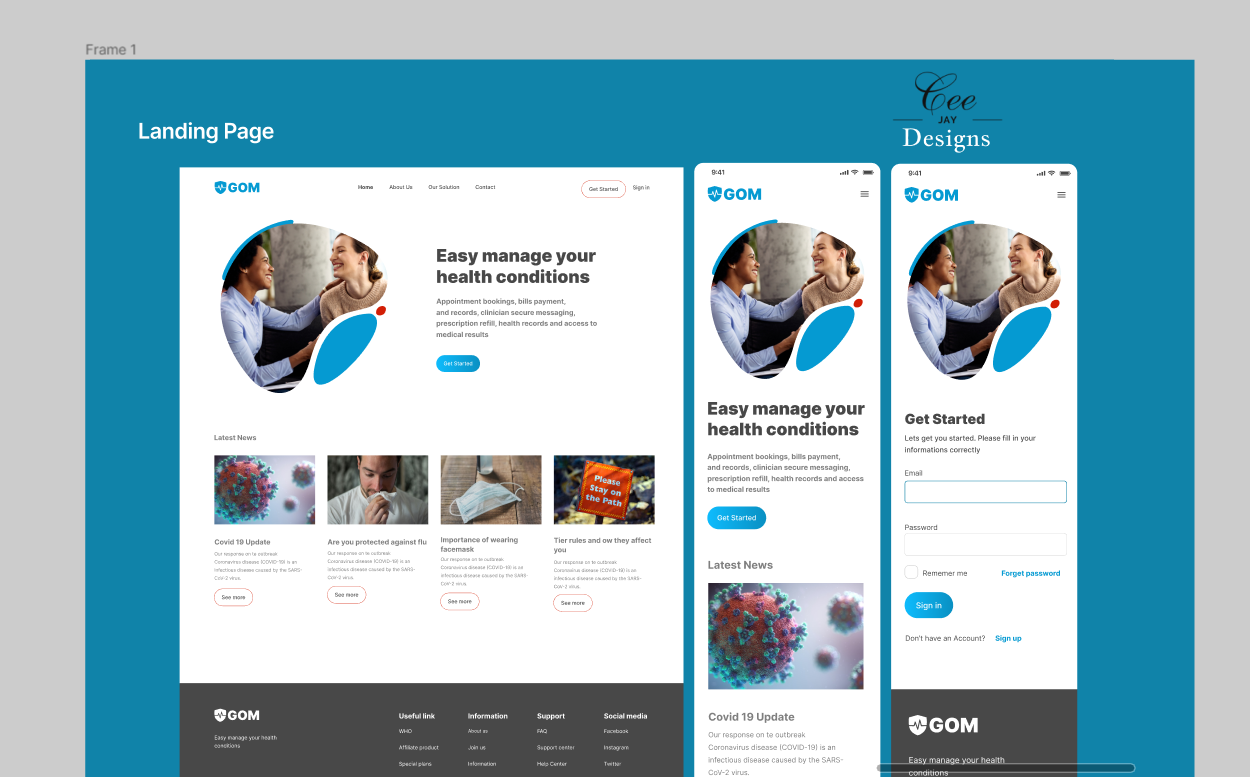 Frame 1
Landing Page
Cee
JAY
Designs
GOM
Home
About Us
Our Solution
Contact
Get Started
Sign in
Easy manage your
health conditions
Appointment bookings, bills payment,
and records, clinician secure messaging,
prescription refill, health records and access to
medical results
Get Started
Latest News
Please
Stay on
the Path
Covid 19 Update
Our response on te outbreak
Coronavirus disease (COVID-19) is an
infectious disease caused by the SARS-
CoV-2 virus.
See more
Are you protected against flu
Our response on te outbreak
Coronavirus disease (COVID-19) is an
infectious disease caused by the SARS-
CoV-2 virus.
See more
Importance of wearing
facemask
Our response on te outbreak
Coronavirus disease (COVID-19) is an
infectious disease caused by the SARS-
CoV-2 virus.
See more
Tier rules and ow they affect
you
Our response on te outbreak
Coronavirus disease (COVID-19) is an
infectious disease caused by the SARS-
CoV-2 virus.
See more
GOM
Easy manage your health
conditions
Useful link
WHO
Affiliate product
Special plans
Information
About us
Join us
Information
Support
FAQ
Support center
Help Center
Social media
Facebook
Instagram
Twitter
9:41
GOM
Easy manage your
health conditions
Appointment bookings, bills payment,
and records, clinician secure messaging,
prescription refill, health records and access
to medical results
Get Started
Latest News
Covid 19 Update
Our response on te outbreak
Coronavirus disease (COVID-19) is an
infectious disease caused by the SARS-
CoV-2 virus.
9:41
GOM
Get Started
Lets get you started. Please fill in your
informations correctly
Email
Password
Rememer me
Forget password
Sign in
Don't have an Account?
Sign up
GOM
Easy manage your health
conditions